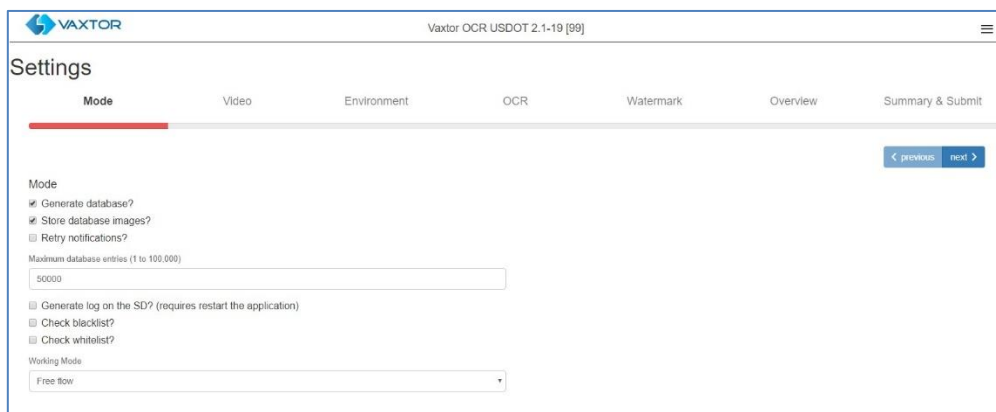 VAXTOR
Vaxtor OCR USDOT 2.1-19 [99]
Settings
Mode Video Environment OCR Watermark Overview Summary & Submit
previous next
Mode
Generate database?
Store database images?
Retry notifications?
Maximum database entries (1 to 100,000)
50000
Generate log on the SD? (requires restart the application)
Check blacklist?
Check whitelist?
Working Mode
Free flow